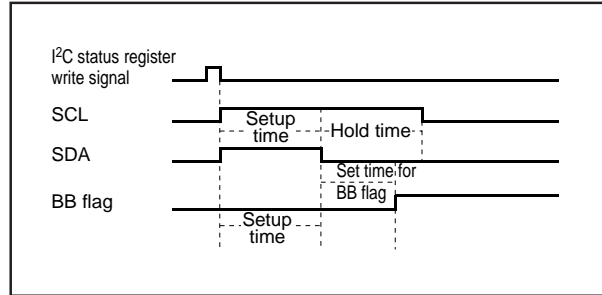 I²C status register
write signal
SCL
Setup
time
Hold time
SDA
Set time for
BB flag
BB flag
Setup
time